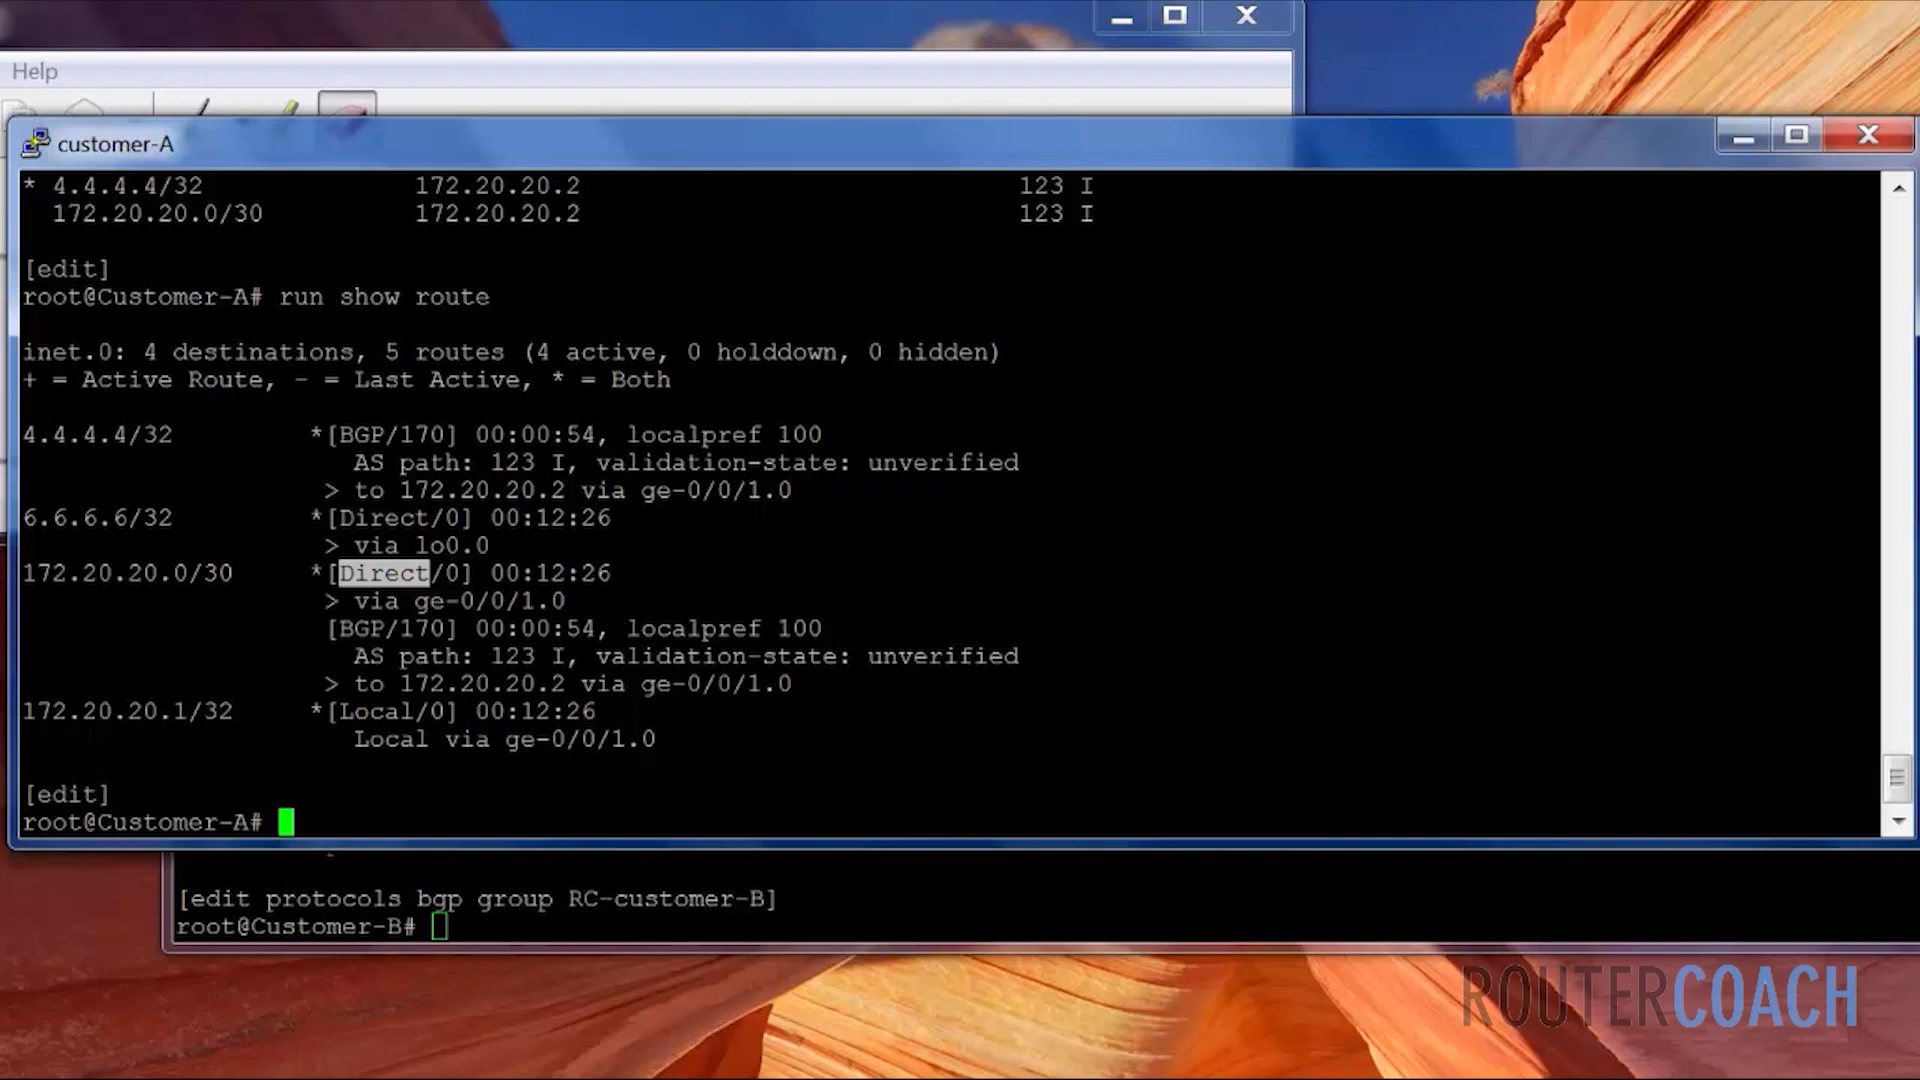 Help
customer-A
* 4.4.4.4/32 172.20.20.2 123 I
172.20.20.0/30 172.20.20.2 123 I
[edit]
root@Customer-A# run show route
inet.0: 4 destinations, 5 routes (4 active, 0 holddown, 0 hidden)
+ = Active Route, - = Last Active, * = Both
4.4.4.4/32 *[BGP/170] 00:00:54, localpref 100
AS path: 123 I, validation-state: unverified
> to 172.20.20.2 via ge-0/0/1.0
6.6.6.6/32 *[Direct/0] 00:12:26
> via lo0.0
172.20.20.0/30 *[Direct/0] 00:12:26
> via ge-0/0/1.0
[BGP/170] 00:00:54, localpref 100
AS path: 123 I, validation-state: unverified
> to 172.20.20.2 via ge-0/0/1.0
172.20.20.1/32 *[Local/0] 00:12:26
Local via ge-0/0/1.0
[edit]
root@Customer-A#
[edit protocols bgp group RC-customer-B]
root@Customer-B#
ROUTERCOACH